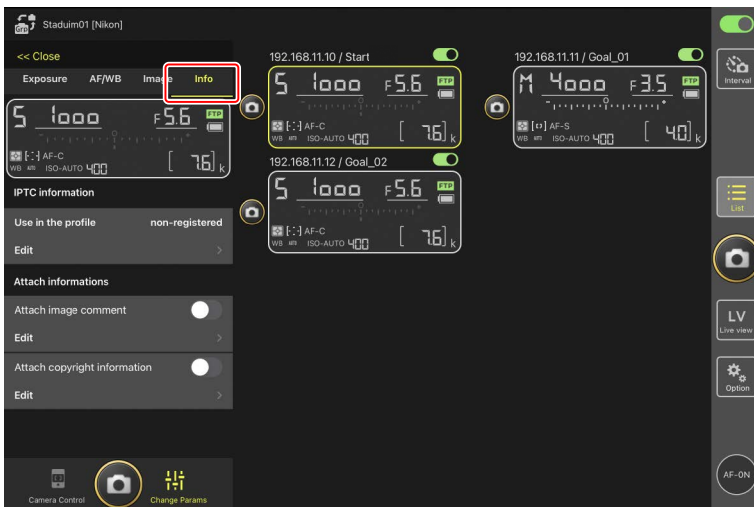 Grp
Staduim01 [Nikon]
<< Close
Exposure AF/WB Image Info
S 1000 F5.6 FTP
AF-C
WB ISO-AUTO 400 [ 7.6] k
IPTC information
Use in the profile non-registered
Edit
Attach informations
Attach image comment
Edit
Attach copyright information
Edit
Camera Control
Change Params
192.168.11.10 / Start
S 1000 F5.6 FTP
AF-C
WB ISO-AUTO 400 [ 7.6] k
192.168.11.11 / Goal_01
M 4000 F3.5 FTP
AF-S
WB ISO-AUTO 400 [ 4.0] k
192.168.11.12 / Goal_02
S 1000 F5.6 FTP
AF-C
WB ISO-AUTO 400 [ 7.6] k
Interval
List
LV
Live view
Option
AF-ON